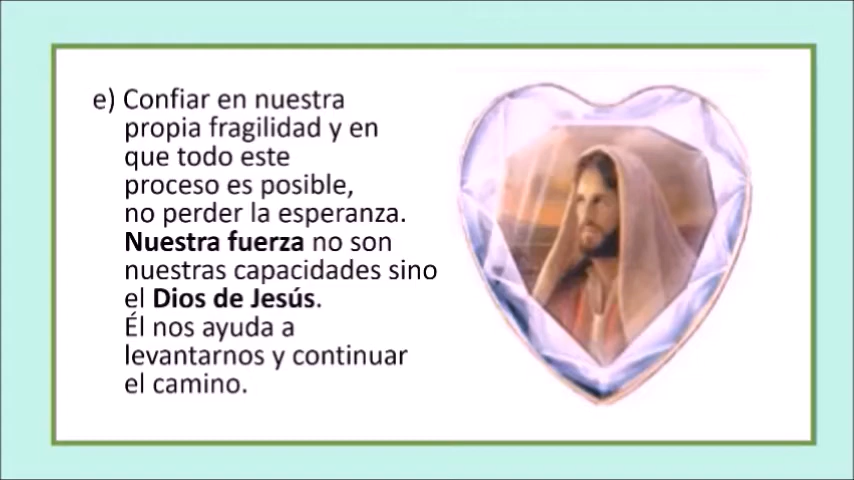 e) Confiar en nuestra
propia fragilidad y en
que todo este
proceso es posible,
no perder la esperanza.
Nuestra fuerza no son
nuestras capacidades sino
el Dios de Jesús.
Él nos ayuda a
levantarnos y continuar
el camino.